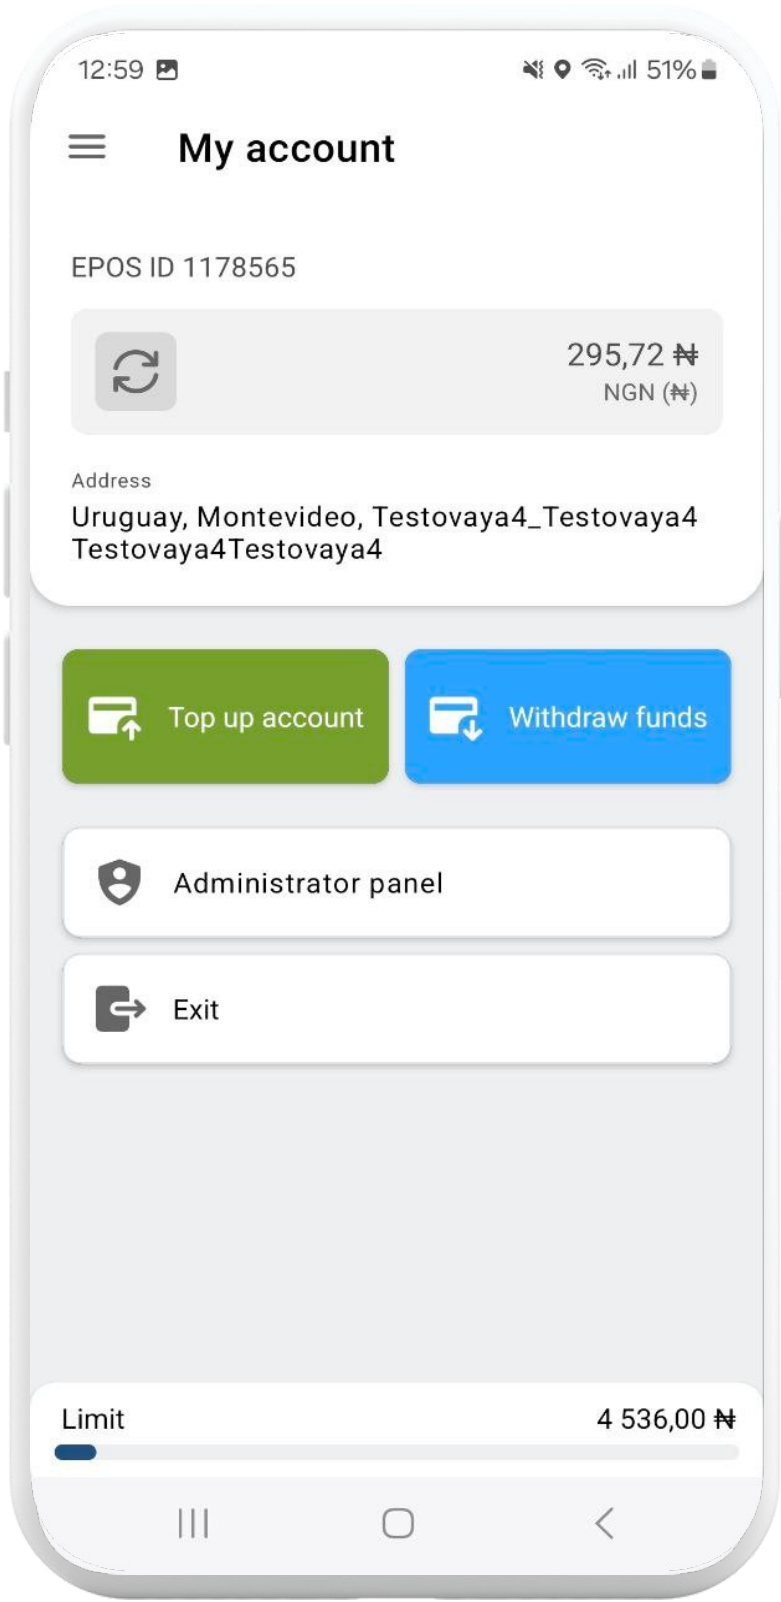 12:59 51%
My account
EPOS ID 1178565
295,72 ₦
NGN (₦)
Address
Uruguay, Montevideo, Testovaya4_Testovaya4
Testovaya4Testovaya4
Top up account
Withdraw funds
Administrator panel
Exit
Limit 4 536,00 ₦